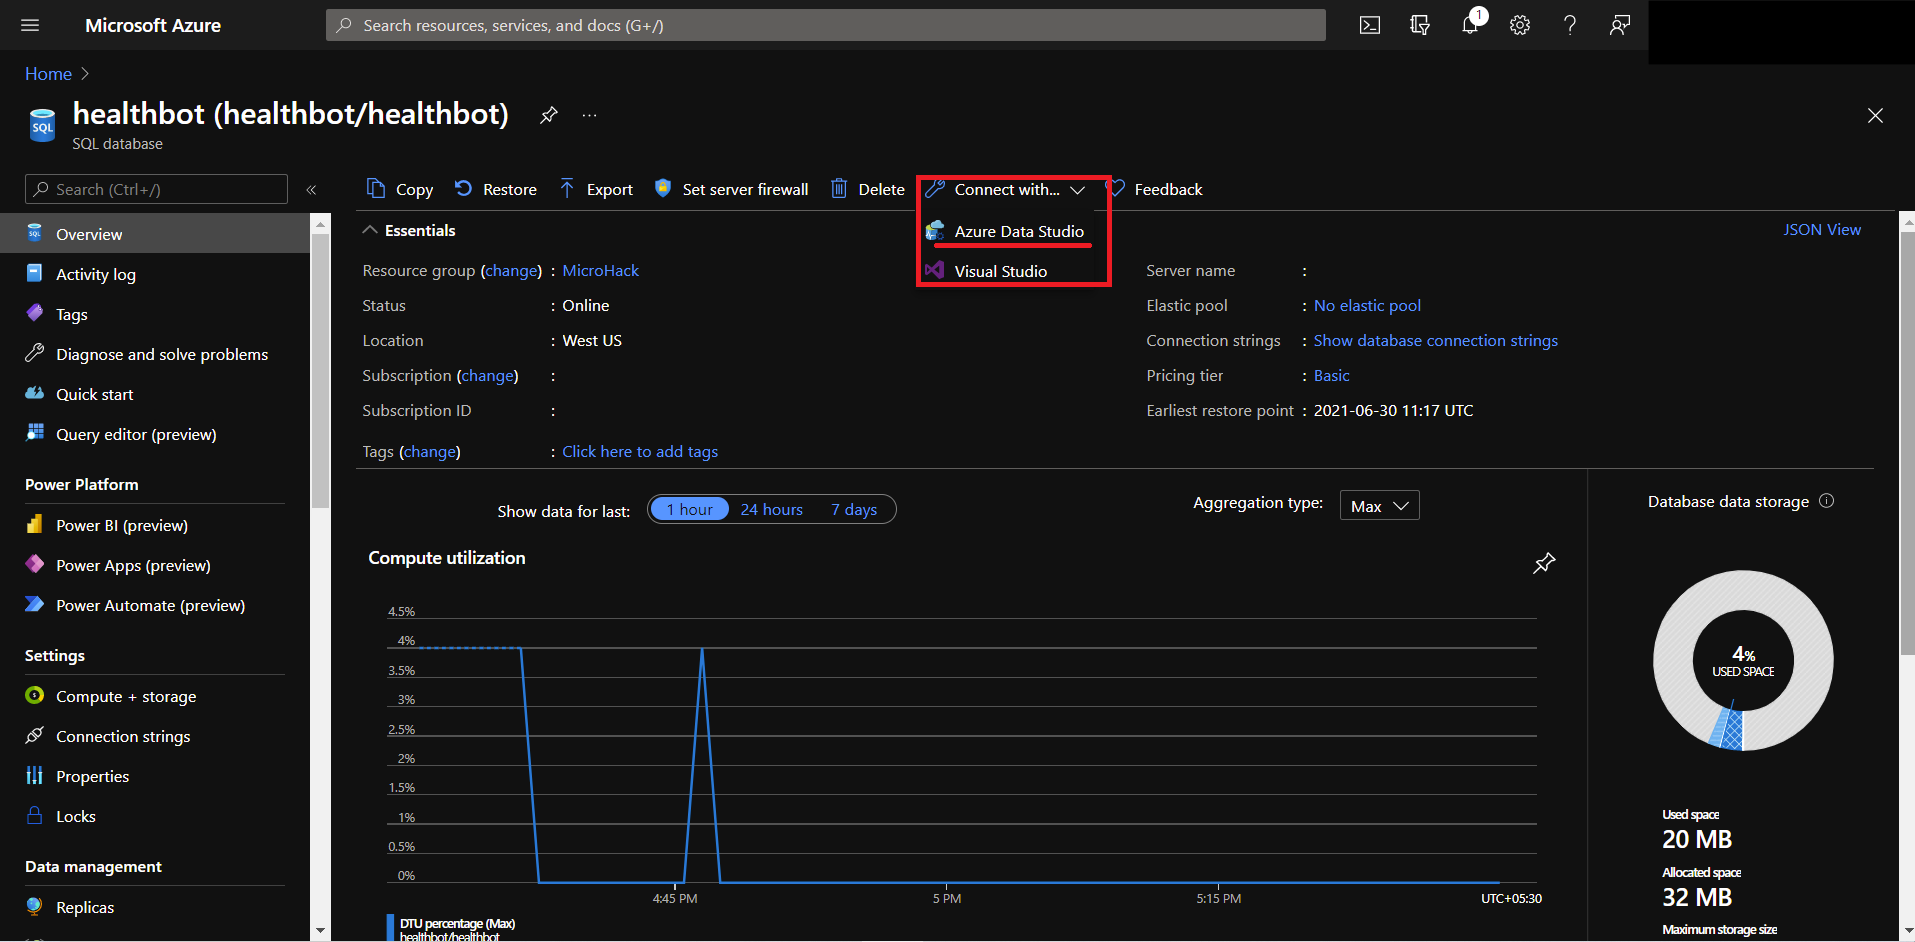 Microsoft Azure
Search resources, services, and docs (G+/)
1
Home
healthbot (healthbot/healthbot)
SQL
SQL database
Search (Ctrl+/)
Copy Restore Export Set server firewall Delete Connect with... Feedback
Azure Data Studio
Visual Studio
Overview
Activity log
Tags
Diagnose and solve problems
Quick start
Query editor (preview)
Power Platform
Power BI (preview)
Power Apps (preview)
Power Automate (preview)
Settings
Compute + storage
Connection strings
Properties
Locks
Data management
Replicas
Essentials
JSON View
Resource group (change) : MicroHack
Status : Online
Location : West US
Subscription (change) :
Subscription ID :
Tags (change) : Click here to add tags
Server name :
Elastic pool : No elastic pool
Connection strings : Show database connection strings
Pricing tier : Basic
Earliest restore point : 2021-06-30 11:17 UTC
Show data for last: 1 hour 24 hours 7 days
Aggregation type: Max
Compute utilization
4.5%
4%
3.5%
3%
2.5%
2%
1.5%
1%
0.5%
0%
4:45 PM 5 PM 5:15 PM UTC+05:30
DTU percentage (Max)
healthbot/healthbot
Database data storage
4%
USED SPACE
Used space
20 MB
Allocated space
32 MB
Maximum storage size